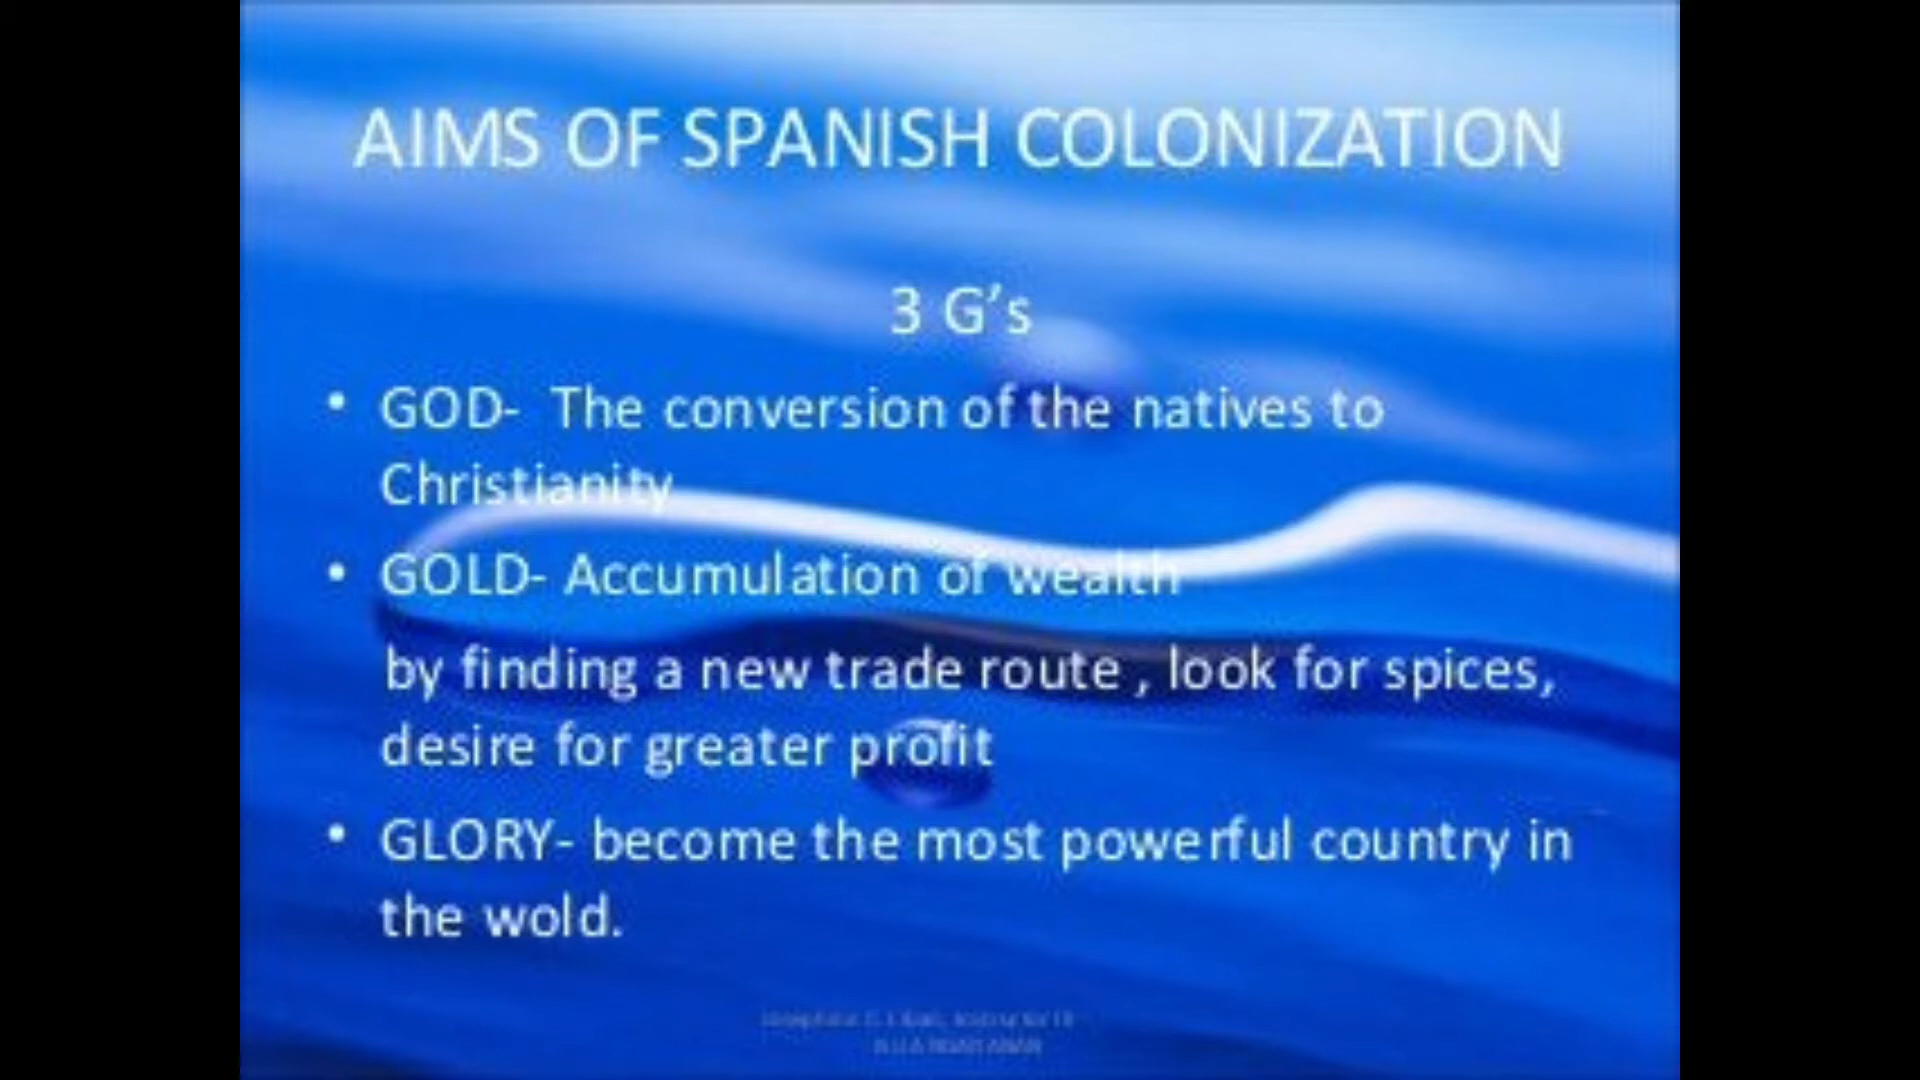 AIMS OF SPANISH COLONIZATION
3 G’s
• GOD- The conversion of the natives to
Christianity
• GOLD- Accumulation of wealth
by finding a new trade route , look for spices,
desire for greater profit
• GLORY- become the most powerful country in
the wold.